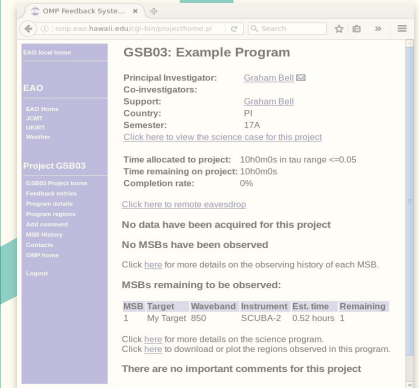 OMP Feedback Syste...
omp.eao.hawaii.edu/cgi-bin/projecthome.pl
Search
EAO local home
EAO
EAO Home
JCMT
UKIRT
Weather
Project GSB03
GSB03 Project home
Feedback entries
Program details
Program regions
Add comment
MSB History
Contacts
OMP home
Logout
GSB03: Example Program
Principal Investigator: Graham Bell
Co-investigators:
Support: Graham Bell
Country: PI
Semester: 17A
Click here to view the science case for this project
Time allocated to project: 10h0m0s in tau range <=0.05
Time remaining on project: 10h0m0s
Completion rate: 0%
Click here to remote eavesdrop
No data have been acquired for this project
No MSBs have been observed
Click here for more details on the observing history of each MSB.
MSBs remaining to be observed:
MSB Target Waveband Instrument Est. time Remaining
1 My Target 850 SCUBA-2 0.52 hours 1
Click here for more details on the science program.
Click here to download or plot the regions observed in this program.
There are no important comments for this project